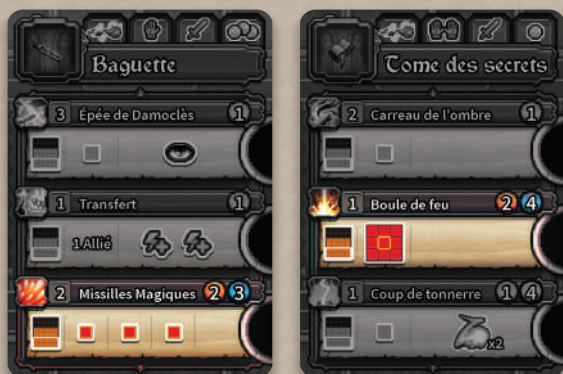 Baguette
3 Épée de Damoclès 1
1 Transfert 1
1 Allié
2 Missilles Magiques 2 3
Tome des secrets
2 Carreau de l'ombre 1
1 Boule de feu 2 4
1 Coup de tonnerre 1 4
x2